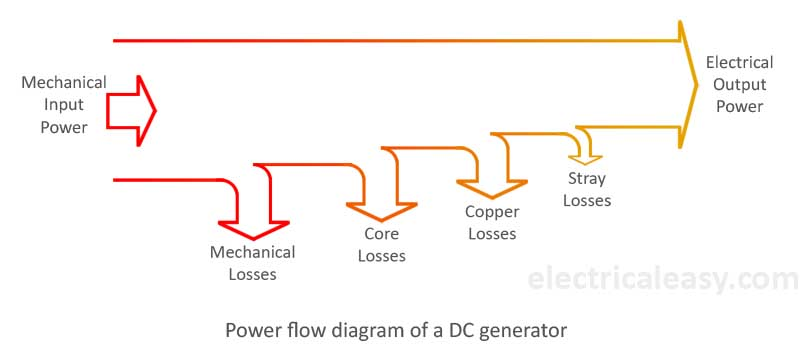 Mechanical
Input
Power
Electrical
Output
Power
Mechanical
Losses
Core
Losses
Copper
Losses
Stray
Losses
electricaleasy.com
Power flow diagram of a DC generator